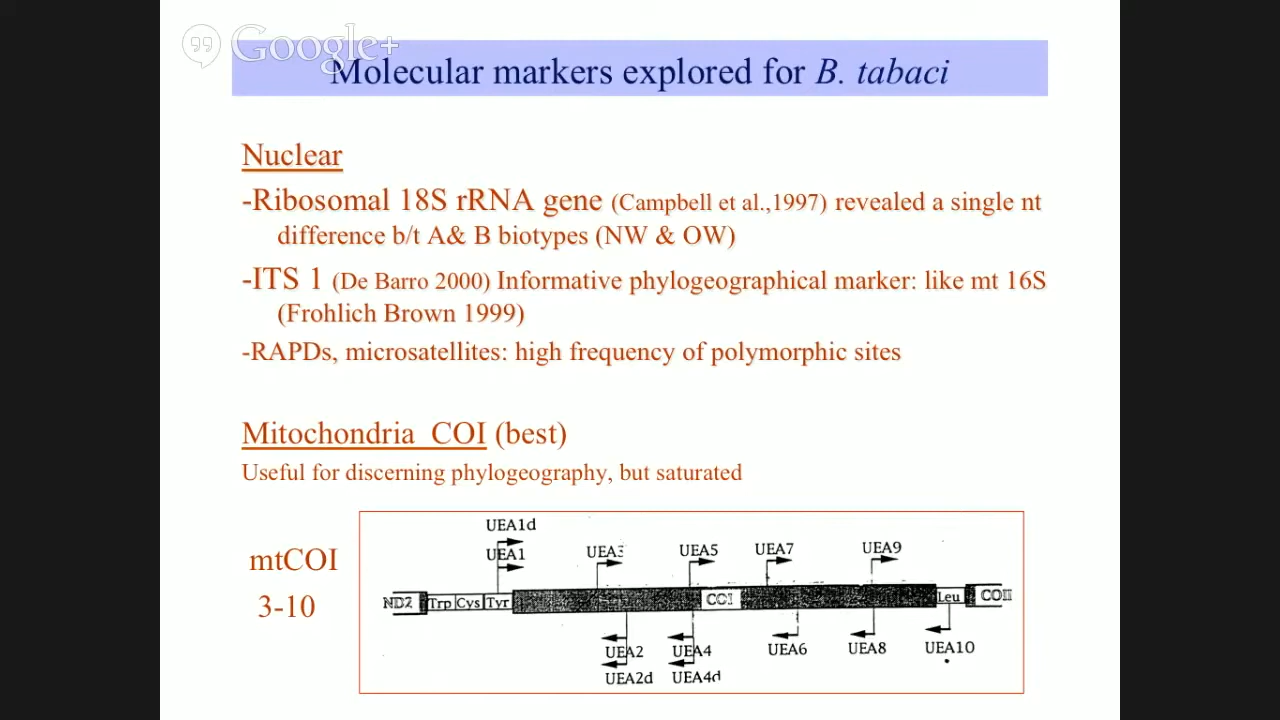 Google+
Molecular markers explored for B. tabaci
Nuclear
-Ribosomal 18S rRNA gene (Campbell et al.,1997) revealed a single nt
difference b/t A& B biotypes (NW & OW)
-ITS 1 (De Barro 2000) Informative phylogeographical marker: like mt 16S
(Frohlich Brown 1999)
-RAPDs, microsatellites: high frequency of polymorphic sites
Mitochondria COI (best)
Useful for discerning phylogeography, but saturated
mtCOI
3-10
UEA1d
UEA1 UEA3 UEA5 UEA7 UEA9
ND2 Trp Cys Tyr COI Leu COII
UEA2 UEA4 UEA6 UEA8 UEA10
UEA2d UEA4d